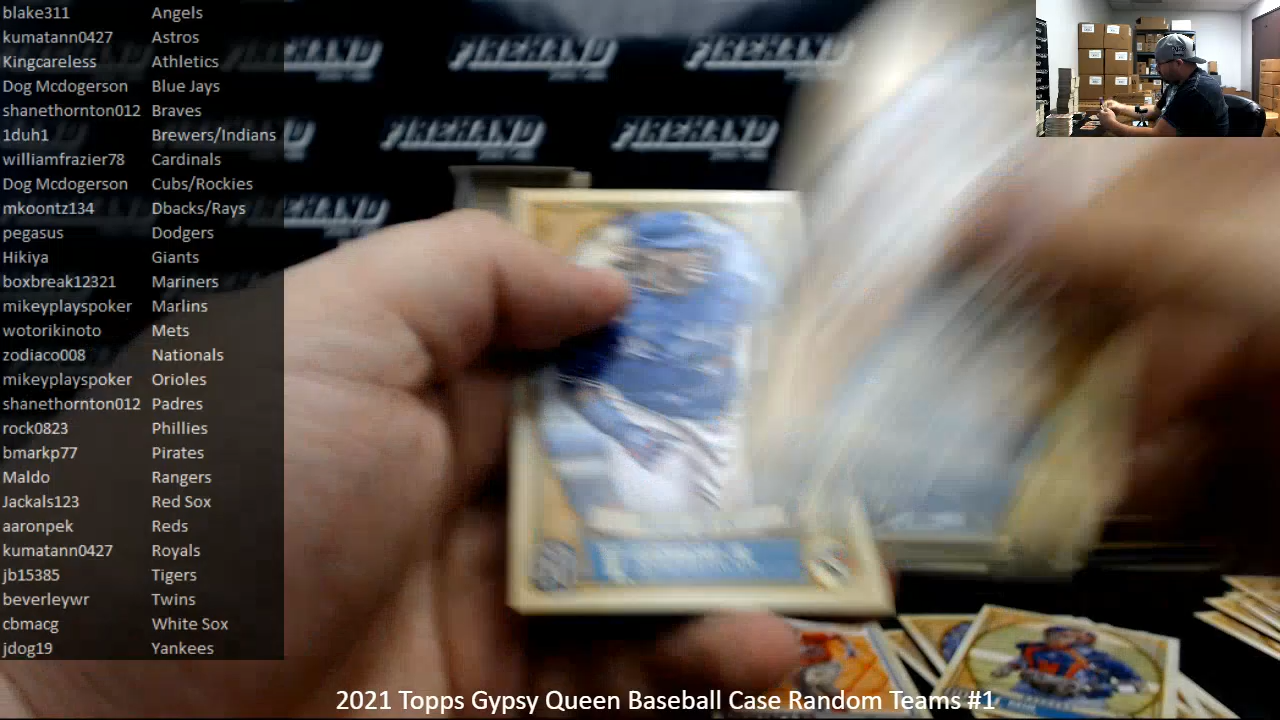 blake311 Angels
kumatann0427 Astros
Kingcareless Athletics
Dog Mcdogerson Blue Jays
shanethornton012 Braves
1duh1 Brewers/Indians
williamfrazier78 Cardinals
Dog Mcdogerson Cubs/Rockies
mkoontz134 Dbacks/Rays
pegasus Dodgers
Hikiya Giants
boxbreak12321 Mariners
mikeyplayspoker Marlins
wotorikinoto Mets
zodiaco008 Nationals
mikeyplayspoker Orioles
shanethornton012 Padres
rock0823 Phillies
bmarkp77 Pirates
Maldo Rangers
Jackals123 Red Sox
aaronpek Reds
kumatann0427 Royals
jb15385 Tigers
beverleywr Twins
cbmacg White Sox
jdog19 Yankees
FIREHAND FIREHAND FIREHAND
FIREHAND FIREHAND
2021 Topps Gypsy Queen Baseball Case Random Teams #1